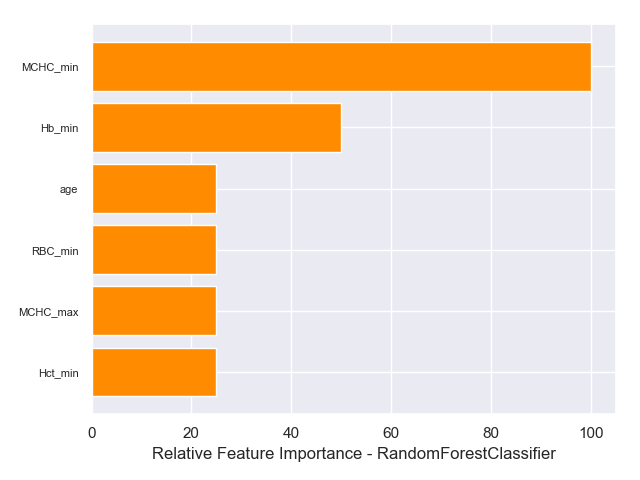 MCHC_min
Hb_min
age
RBC_min
MCHC_max
Hct_min
0 20 40 60 80 100
Relative Feature Importance - RandomForestClassifier